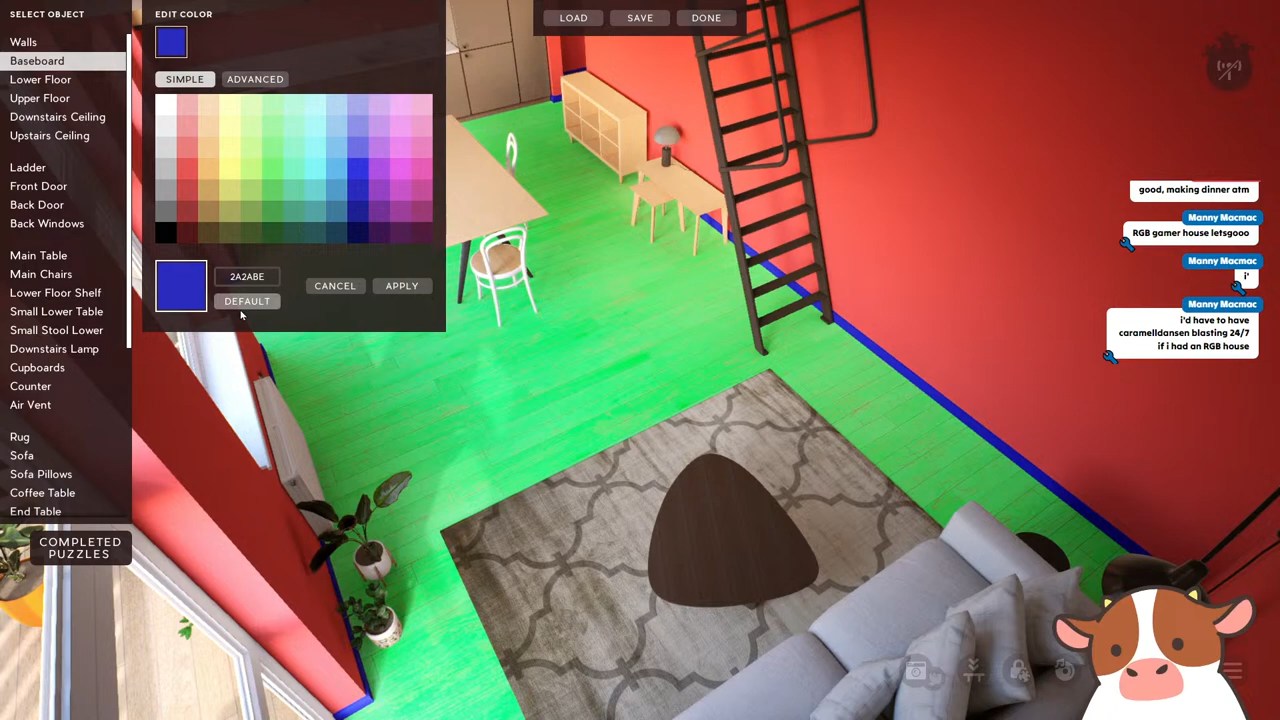 SELECT OBJECT
Walls
Baseboard
Lower Floor
Upper Floor
Downstairs Ceiling
Upstairs Ceiling
Ladder
Front Door
Back Door
Back Windows
Main Table
Main Chairs
Lower Floor Shelf
Small Lower Table
Small Stool Lower
Downstairs Lamp
Cupboards
Counter
Air Vent
Rug
Sofa
Sofa Pillows
Coffee Table
End Table
COMPLETED
PUZZLES
EDIT COLOR
SIMPLE
ADVANCED
2A2ABE
DEFAULT
CANCEL
APPLY
LOAD
SAVE
DONE
good, making dinner atm
Manny Macmac
RGB gamer house letsgooo
Manny Macmac
i'
Manny Macmac
i'd have to have
caramelldansen blasting 24/7
if i had an RGB house